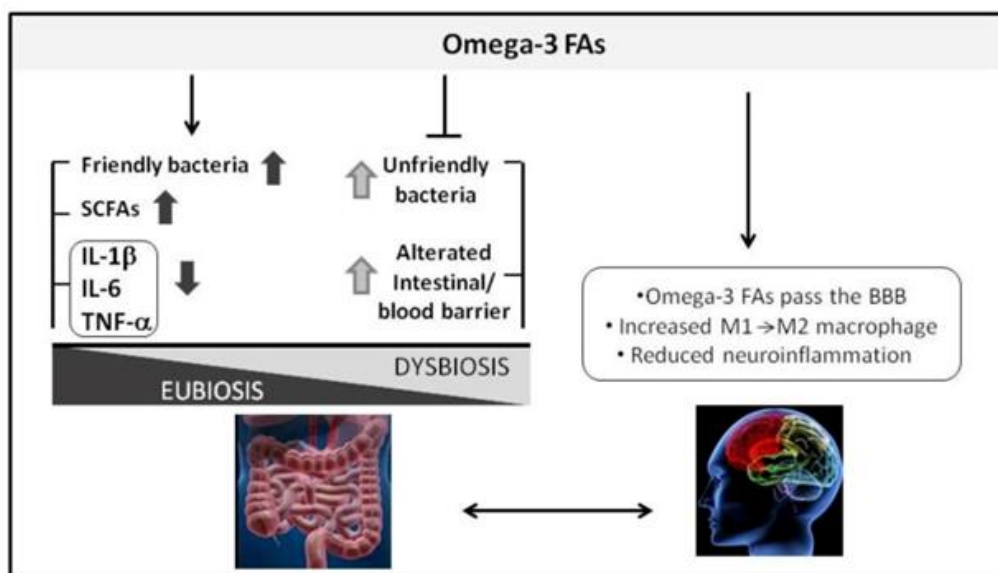 Omega-3 FAs
Friendly bacteria
SCFAs
IL-1β
IL-6
TNF-α
Unfriendly
bacteria
Alterated
Intestinal/
blood barrier
EUBIOSIS
DYSBIOSIS
•Omega-3 FAs pass the BBB
• Increased M1→M2 macrophage
• Reduced neuroinflammation